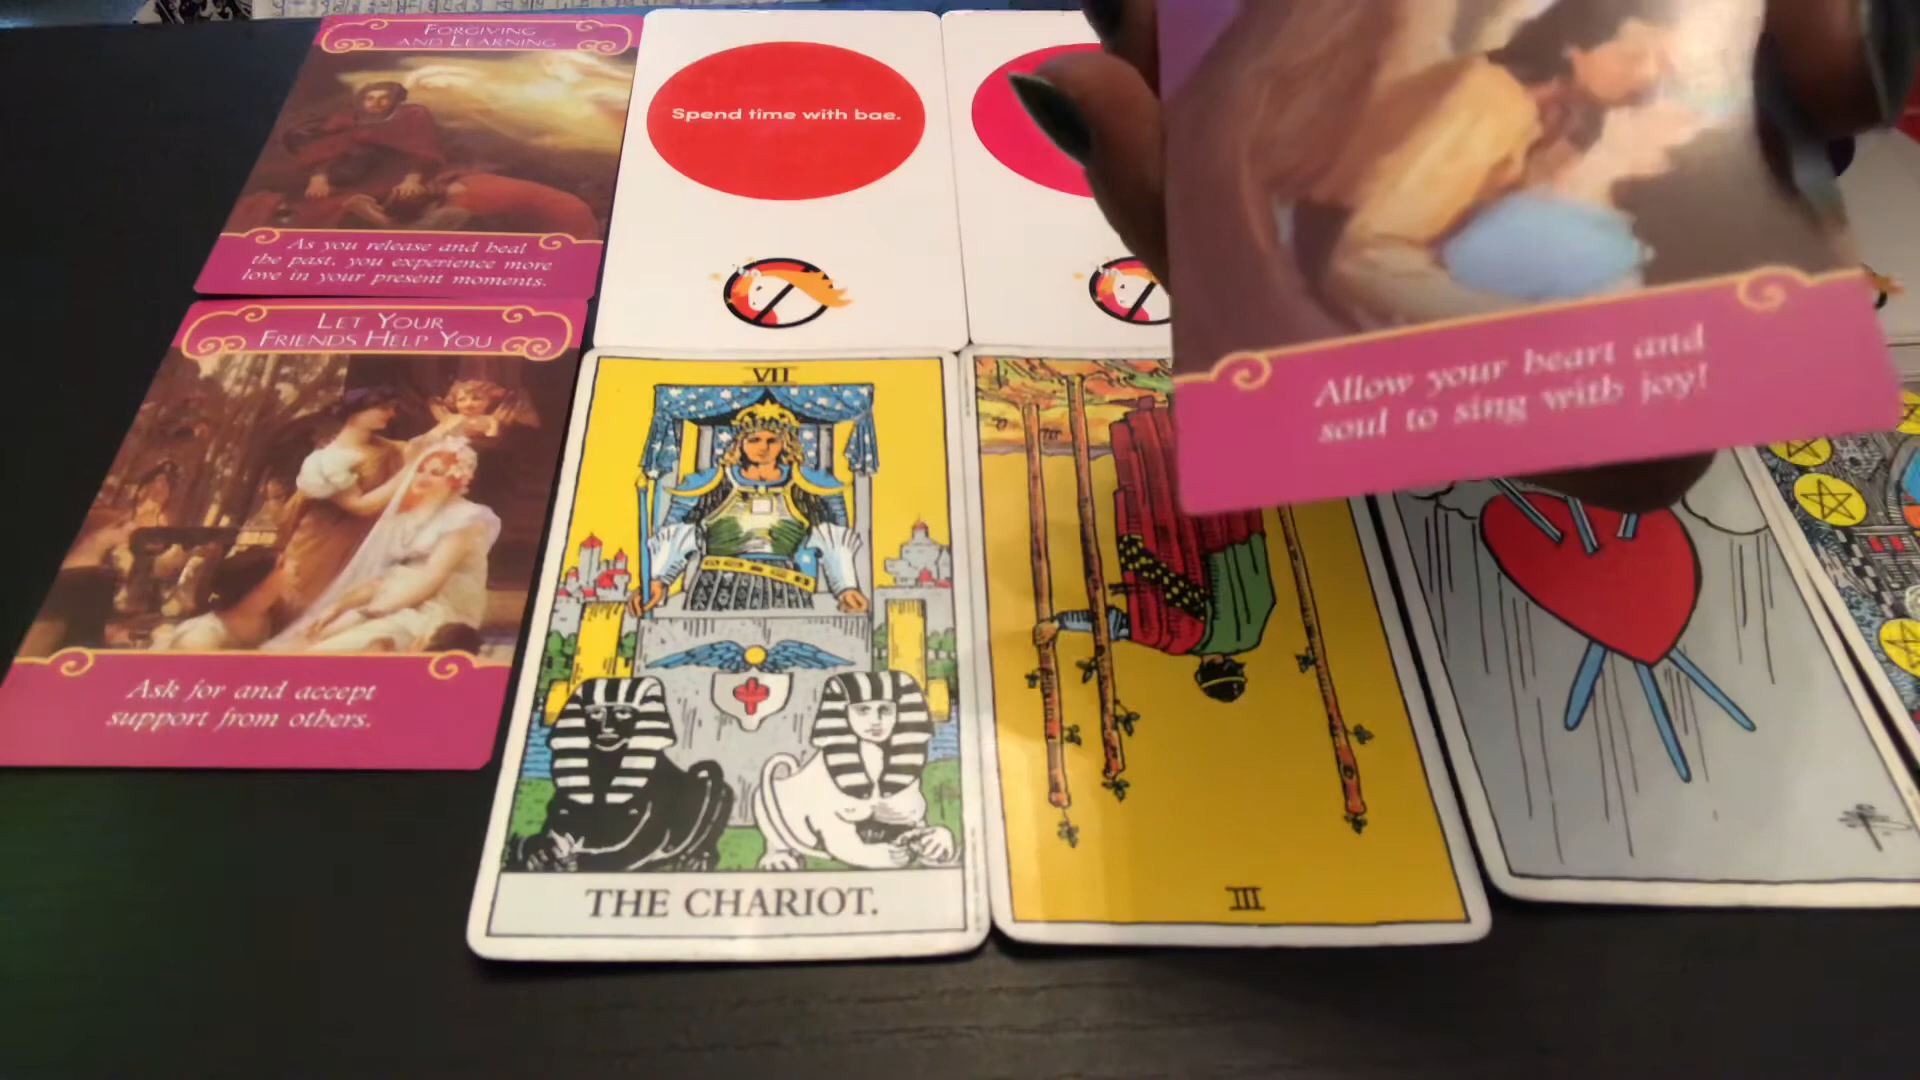 FORGIVING
AND LEARNING
As you release and heal
the past, you experience more
love in your present moments.
LET YOUR
FRIENDS HELP YOU
Ask for and accept
support from others.
Spend time with bae.
VII
THE CHARIOT.
III
Allow your heart and
soul to sing with joy!